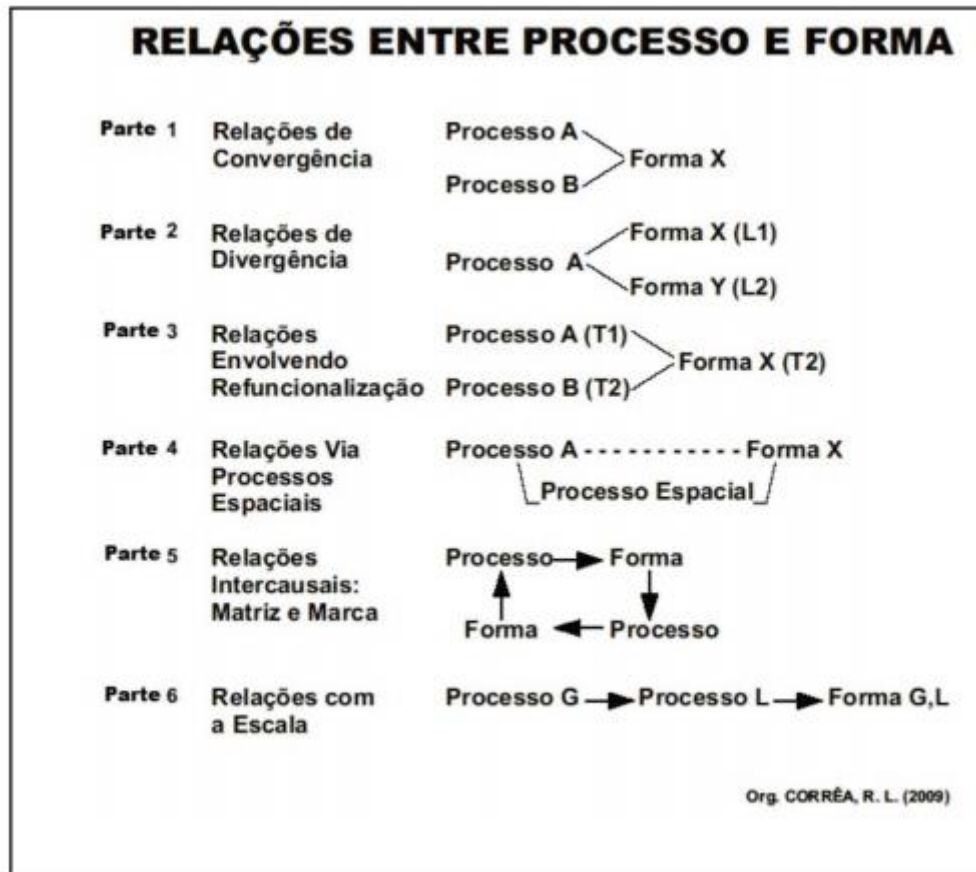 RELAÇÕES ENTRE PROCESSO E FORMA
Parte 1 Relações de Convergência
Processo A
Processo B
Forma X
Parte 2 Relações de Divergência
Processo A
Forma X (L1)
Forma Y (L2)
Parte 3 Relações Envolvendo Refuncionalização
Processo A (T1)
Processo B (T2)
Forma X (T2)
Parte 4 Relações Via Processos Espaciais
Processo A
Forma X
Processo Espacial
Parte 5 Relações Intercausais: Matriz e Marca
Processo
Forma
Forma
Processo
Parte 6 Relações com a Escala
Processo G
Processo L
Forma G,L
Org. CORRÊA, R. L. (2009)